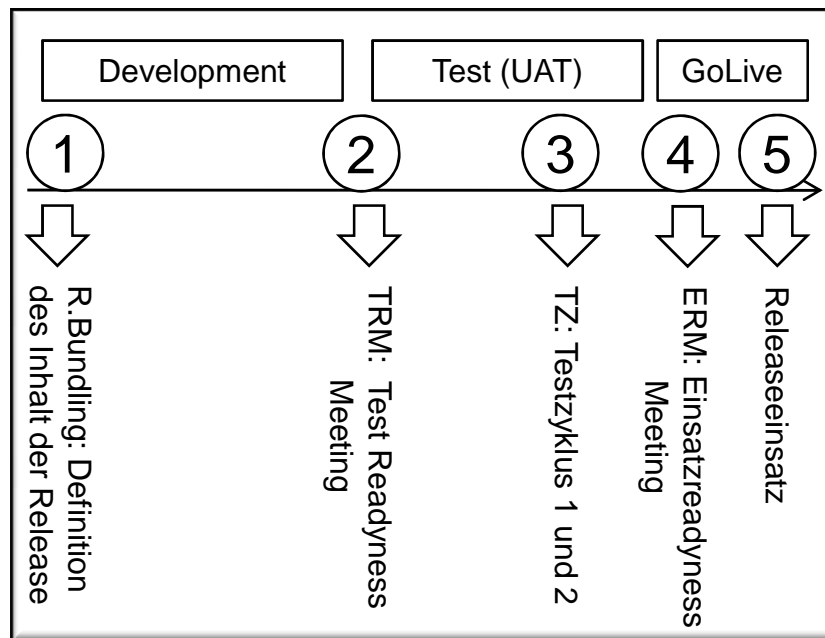 Development
Test (UAT)
GoLive
1
2
3
4
5
R.Bundling: Definition
des Inhalt der Release
TRM: Test Readyness
Meeting
TZ: Testzyklus 1 und 2
ERM: Einsatzreadyness
Meeting
Releaseeinsatz